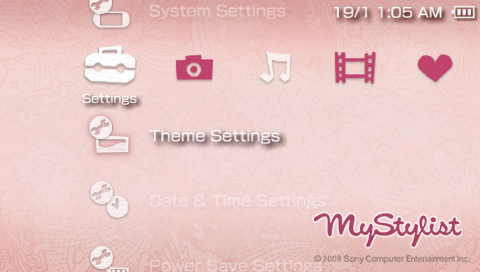 System Settings
19/1 1:05 AM
Settings
Theme Settings
Date & Time Settings
MyStylist
© 2008 Sony Computer Entertainment Inc.
Power Save Settings